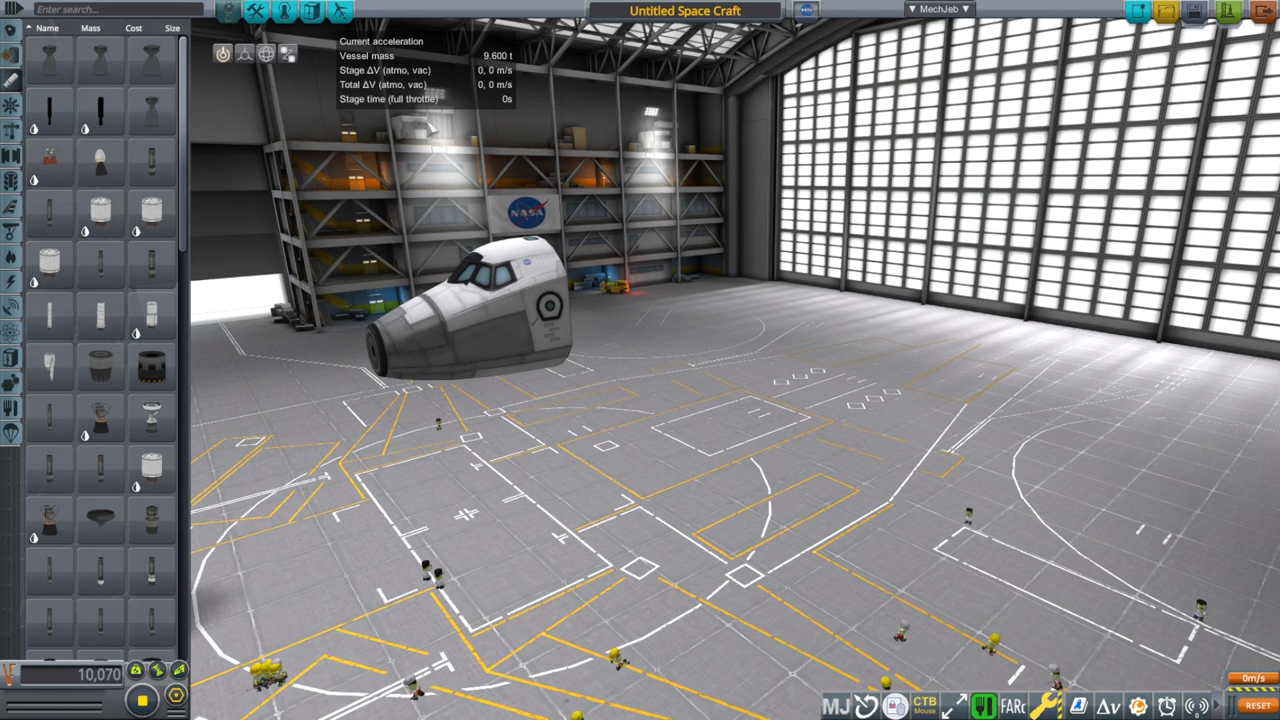 Enter search...
Untitled Space Craft
▼ MechJeb ▼
Name Mass Cost Size
Current acceleration
Vessel mass 9.600 t
Stage ΔV (atmo, vac) 0, 0 m/s
Total ΔV (atmo, vac) 0, 0 m/s
Stage time (full throttle) 0s
NASA
10,070
0m/s
MJ
CTB
Mouse
FARc
Δv
RESET